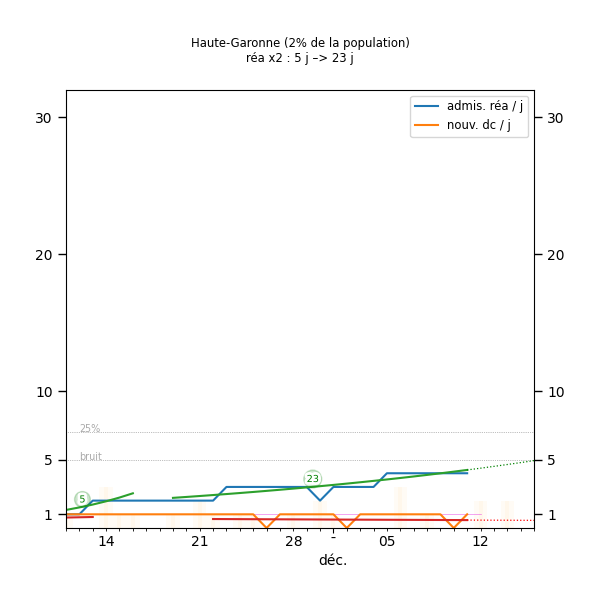 Haute-Garonne (2% de la population)
réa x2 : 5 j –> 23 j
admis. réa / j
nouv. dc / j
30 30
20 20
10 10
25%
5 bruit 5
23
5
1 1
14 21 28 - 05 12
déc.